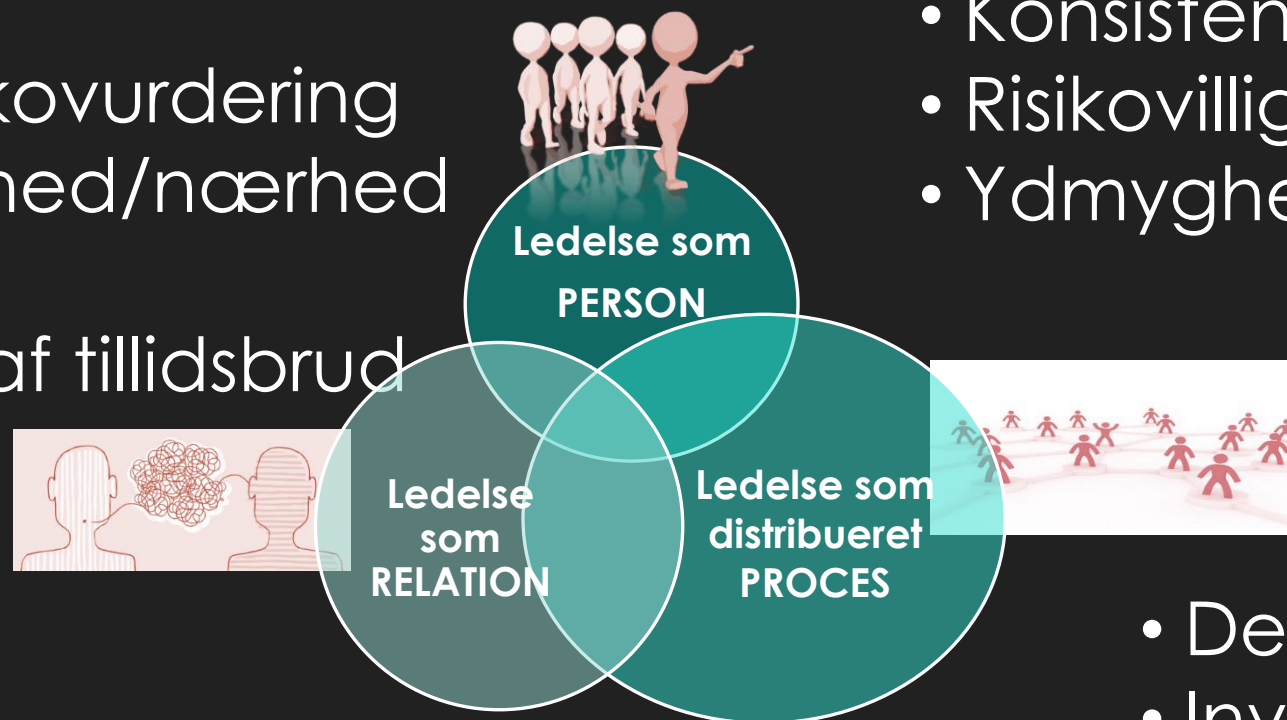 kovurdering
hed/nærhed
af tillidsbrud
• Konsisten
• Risikovillig
• Ydmyghe
Ledelse som
PERSON
Ledelse
som
RELATION
Ledelse som
distribueret
PROCES
• De
• Inv